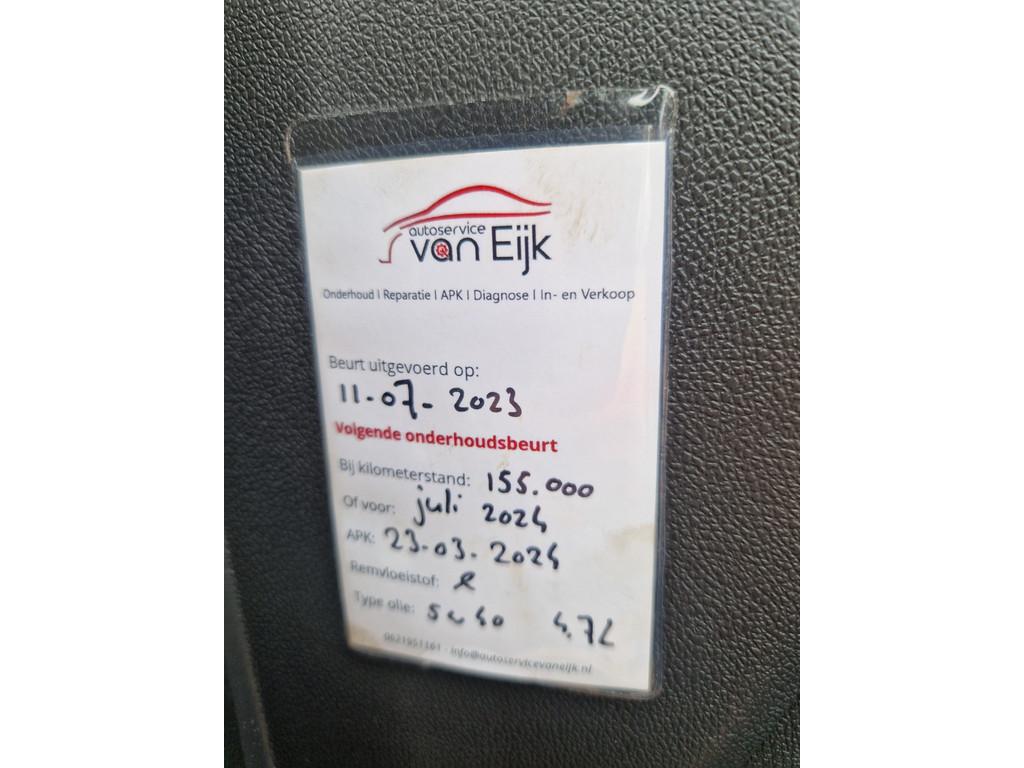 autoservice
van Eijk
Onderhoud | Reparatie | APK | Diagnose | In- en Verkoop
Beurt uitgevoerd op:
11-07-2023
Volgende onderhoudsbeurt
Bij kilometerstand: 155.000
Of voor: juli 2024
APK: 23-03-2024
Remvloeistof:
Type olie: 5w40 4.7L
0621951161 - info@autoservicevaneijk.nl